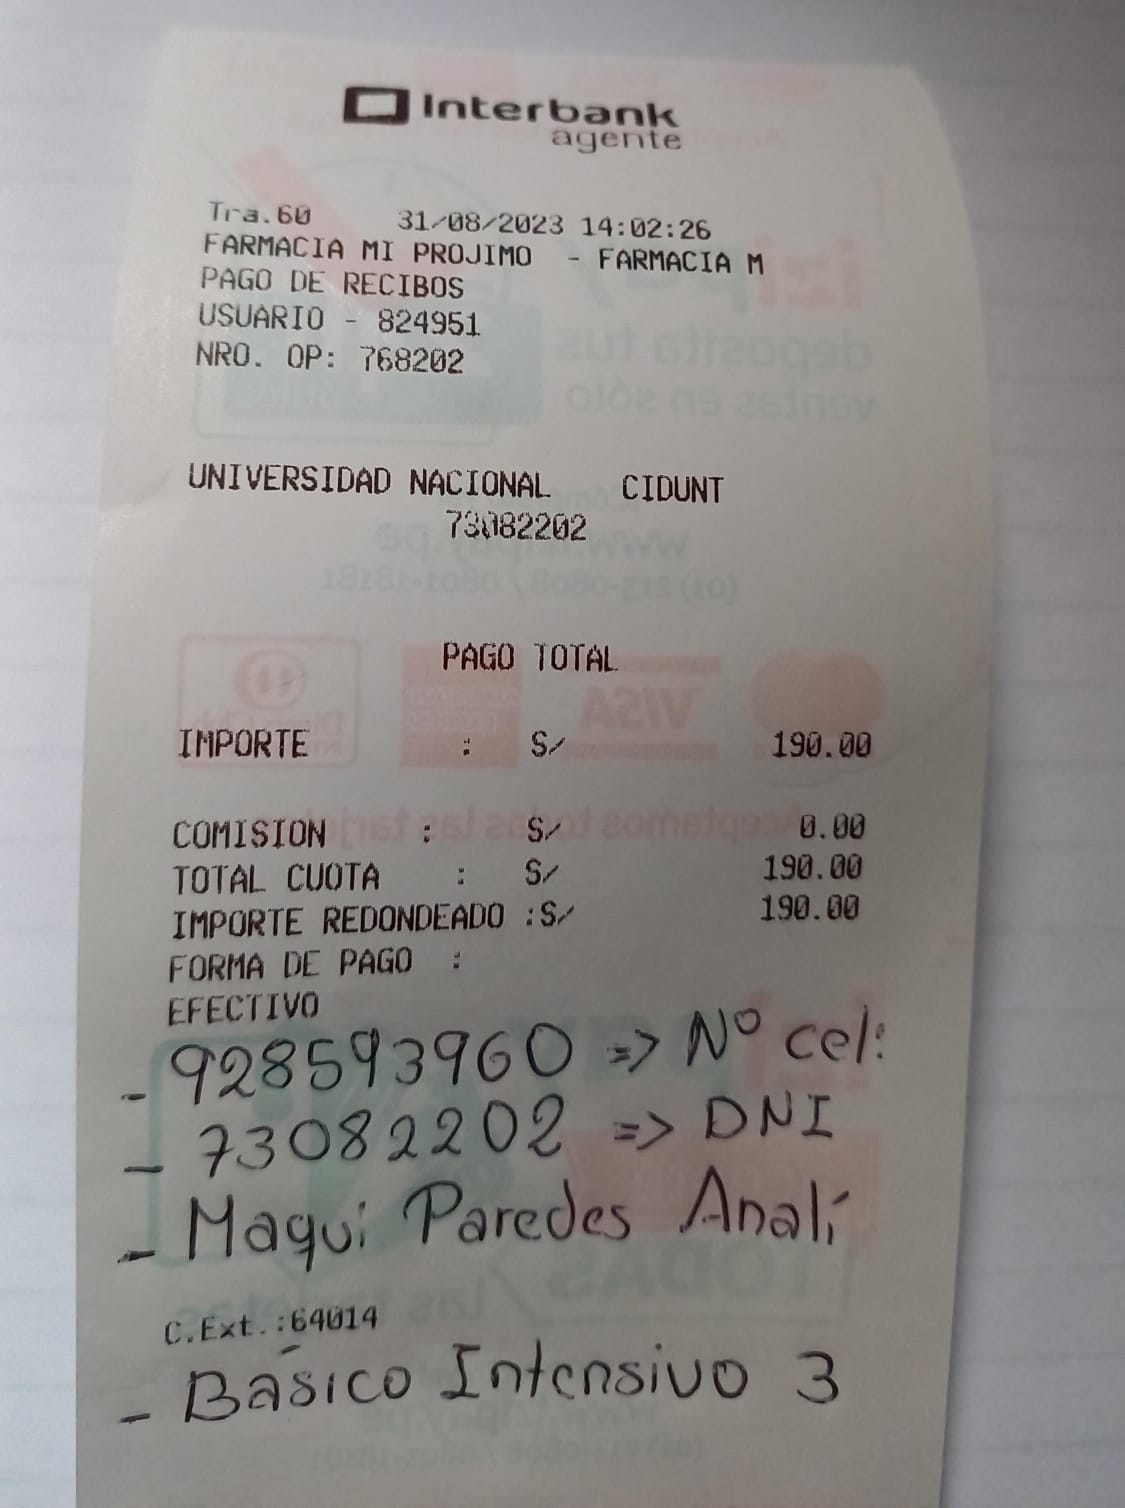 Interbank
agente
Tra.60 31/08/2023 14:02:26
FARMACIA MI PROJIMO - FARMACIA M
PAGO DE RECIBOS
USUARIO - 824951
NRO. OP: 768202
UNIVERSIDAD NACIONAL CIDUNT
73082202
PAGO TOTAL
IMPORTE : S/ 190.00
COMISION : S/ 0.00
TOTAL CUOTA : S/ 190.00
IMPORTE REDONDEADO :S/ 190.00
FORMA DE PAGO :
EFECTIVO
- 928593960 => Nº cel:
- 73082202 => DNI
- Maqui Paredes Analí
C.Ext.:64014
- Básico Intensivo 3